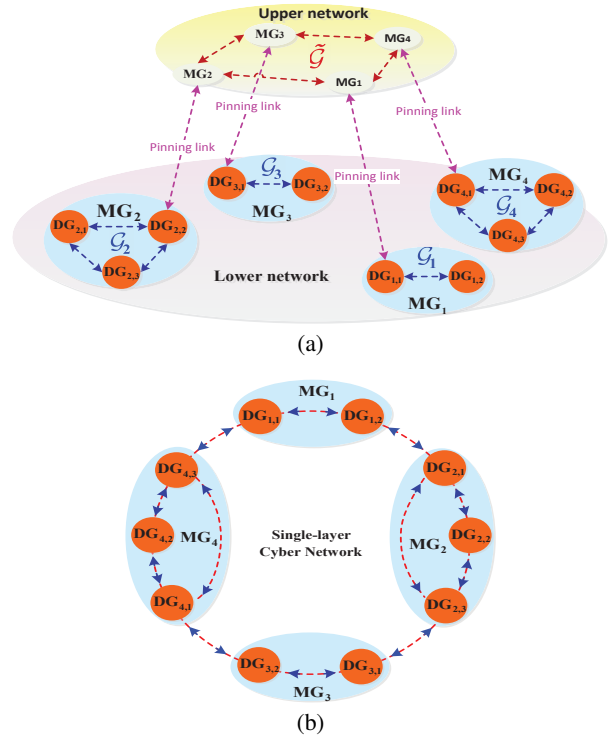 Upper network
MG3
MG4
G̃
MG2
MG1
Pinning link
Pinning link
Pinning link
Pinning link
G3
DG3,1
DG3,2
MG3
MG4
DG4,1
DG4,2
G4
DG4,3
MG2
DG2,1
DG2,2
G2
DG2,3
G1
DG1,1
DG1,2
MG1
Lower network
(a)
MG1
DG1,1
DG1,2
DG4,3
DG2,1
DG4,2
MG4
Single-layer
Cyber Network
MG2
DG2,2
DG4,1
DG2,3
DG3,2
DG3,1
MG3
(b)